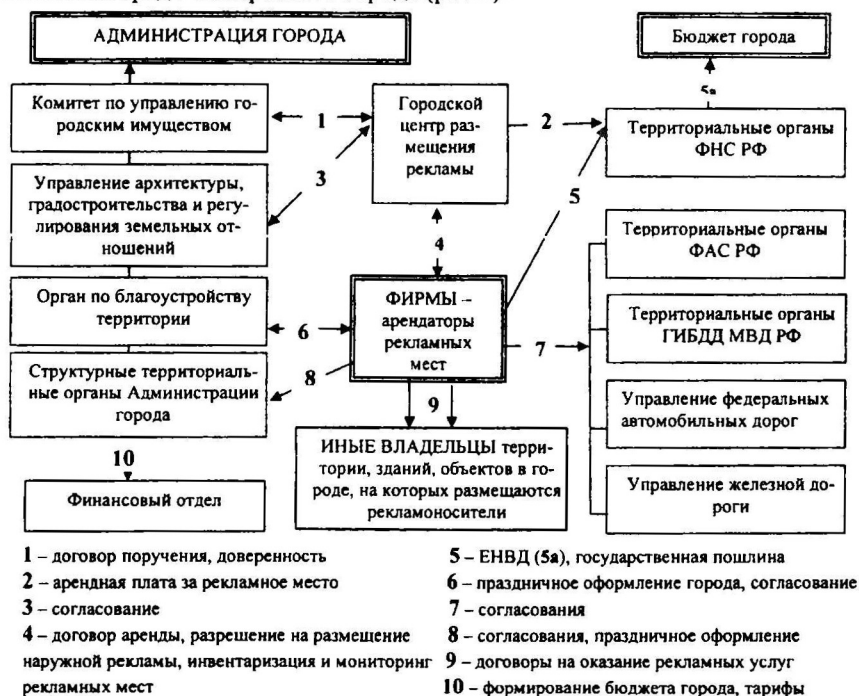 АДМИНИСТРАЦИЯ ГОРОДА
Бюджет города
5а
Комитет по управлению го-
родским имуществом
1
Городской
центр раз-
мещения
рекламы
2
Территориальные органы
ФНС РФ
Управление архитектуры,
градостроительства и регу-
лирования земельных от-
ношений
3
4
5
Территориальные органы
ФАС РФ
Орган по благоустройству
территории
6
ФИРМЫ –
арендаторы
рекламных
мест
7
Территориальные органы
ГИБДД МВД РФ
Структурные территориаль-
ные органы Администрации
города
8
9
Управление федеральных
автомобильных дорог
10
Финансовый отдел
ИНЫЕ ВЛАДЕЛЬЦЫ терри-
тории, зданий, объектов в го-
роде, на которых размещаются
рекламоносители
Управление железной до-
роги
1 – договор поручения, доверенность
2 – арендная плата за рекламное место
3 – согласование
4 – договор аренды, разрешение на размещение
наружной рекламы, инвентаризация и мониторинг
рекламных мест
5 – ЕНВД (5а), государственная пошлина
6 – праздничное оформление города, согласование
7 – согласования
8 – согласования, праздничное оформление
9 – договоры на оказание рекламных услуг
10 – формирование бюджета города, тарифы